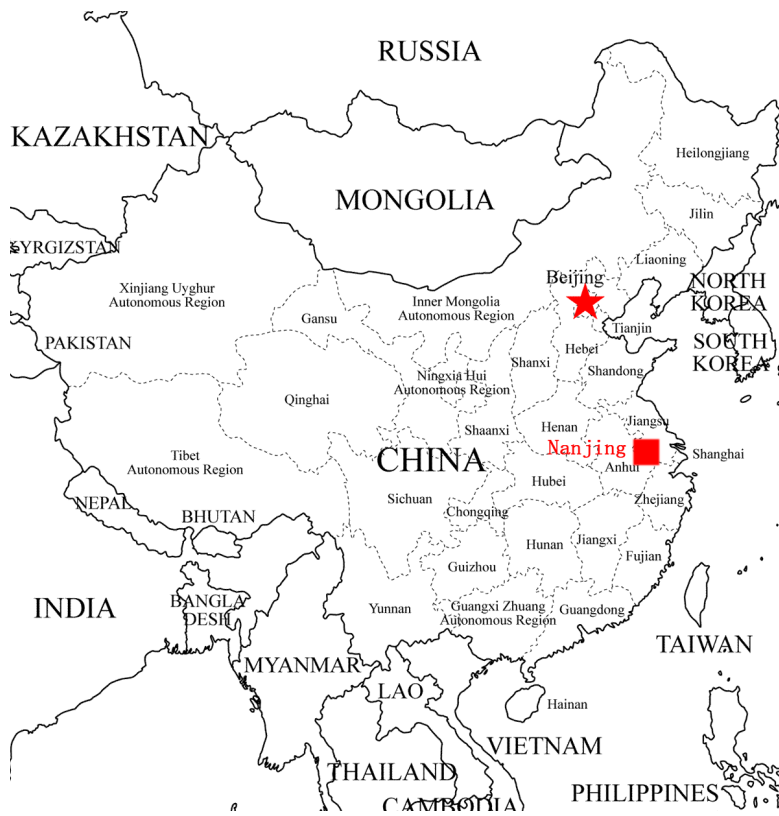 RUSSIA
KAZAKHSTAN
Heilongjiang
MONGOLIA
Jilin
KYRGIZSTAN
Liaoning
Beijing
NORTH
KOREA
Xinjiang Uyghur
Autonomous Region
Inner Mongolia
Autonomous Region
Gansu
Tianjin
PAKISTAN
SOUTH
KOREA
Hebei
Shanxi
Shandong
Ningxia Hui
Autonomous Region
Qinghai
Jiangsu
Henan
Shaanxi
Nanjing
Shanghai
Tibet
Autonomous Region
CHINA
Anhui
Hubei
Sichuan
Zhejiang
NEPAL
Chongqing
BHUTAN
Hunan
Jiangxi
Fujian
Guizhou
INDIA
BANGLA
DESH
Yunnan
Guangxi Zhuang
Autonomous Region
Guangdong
TAIWAN
MYANMAR
LAO
Hainan
VIETNAM
THAILAND
PHILIPPINES
CAMBODIA